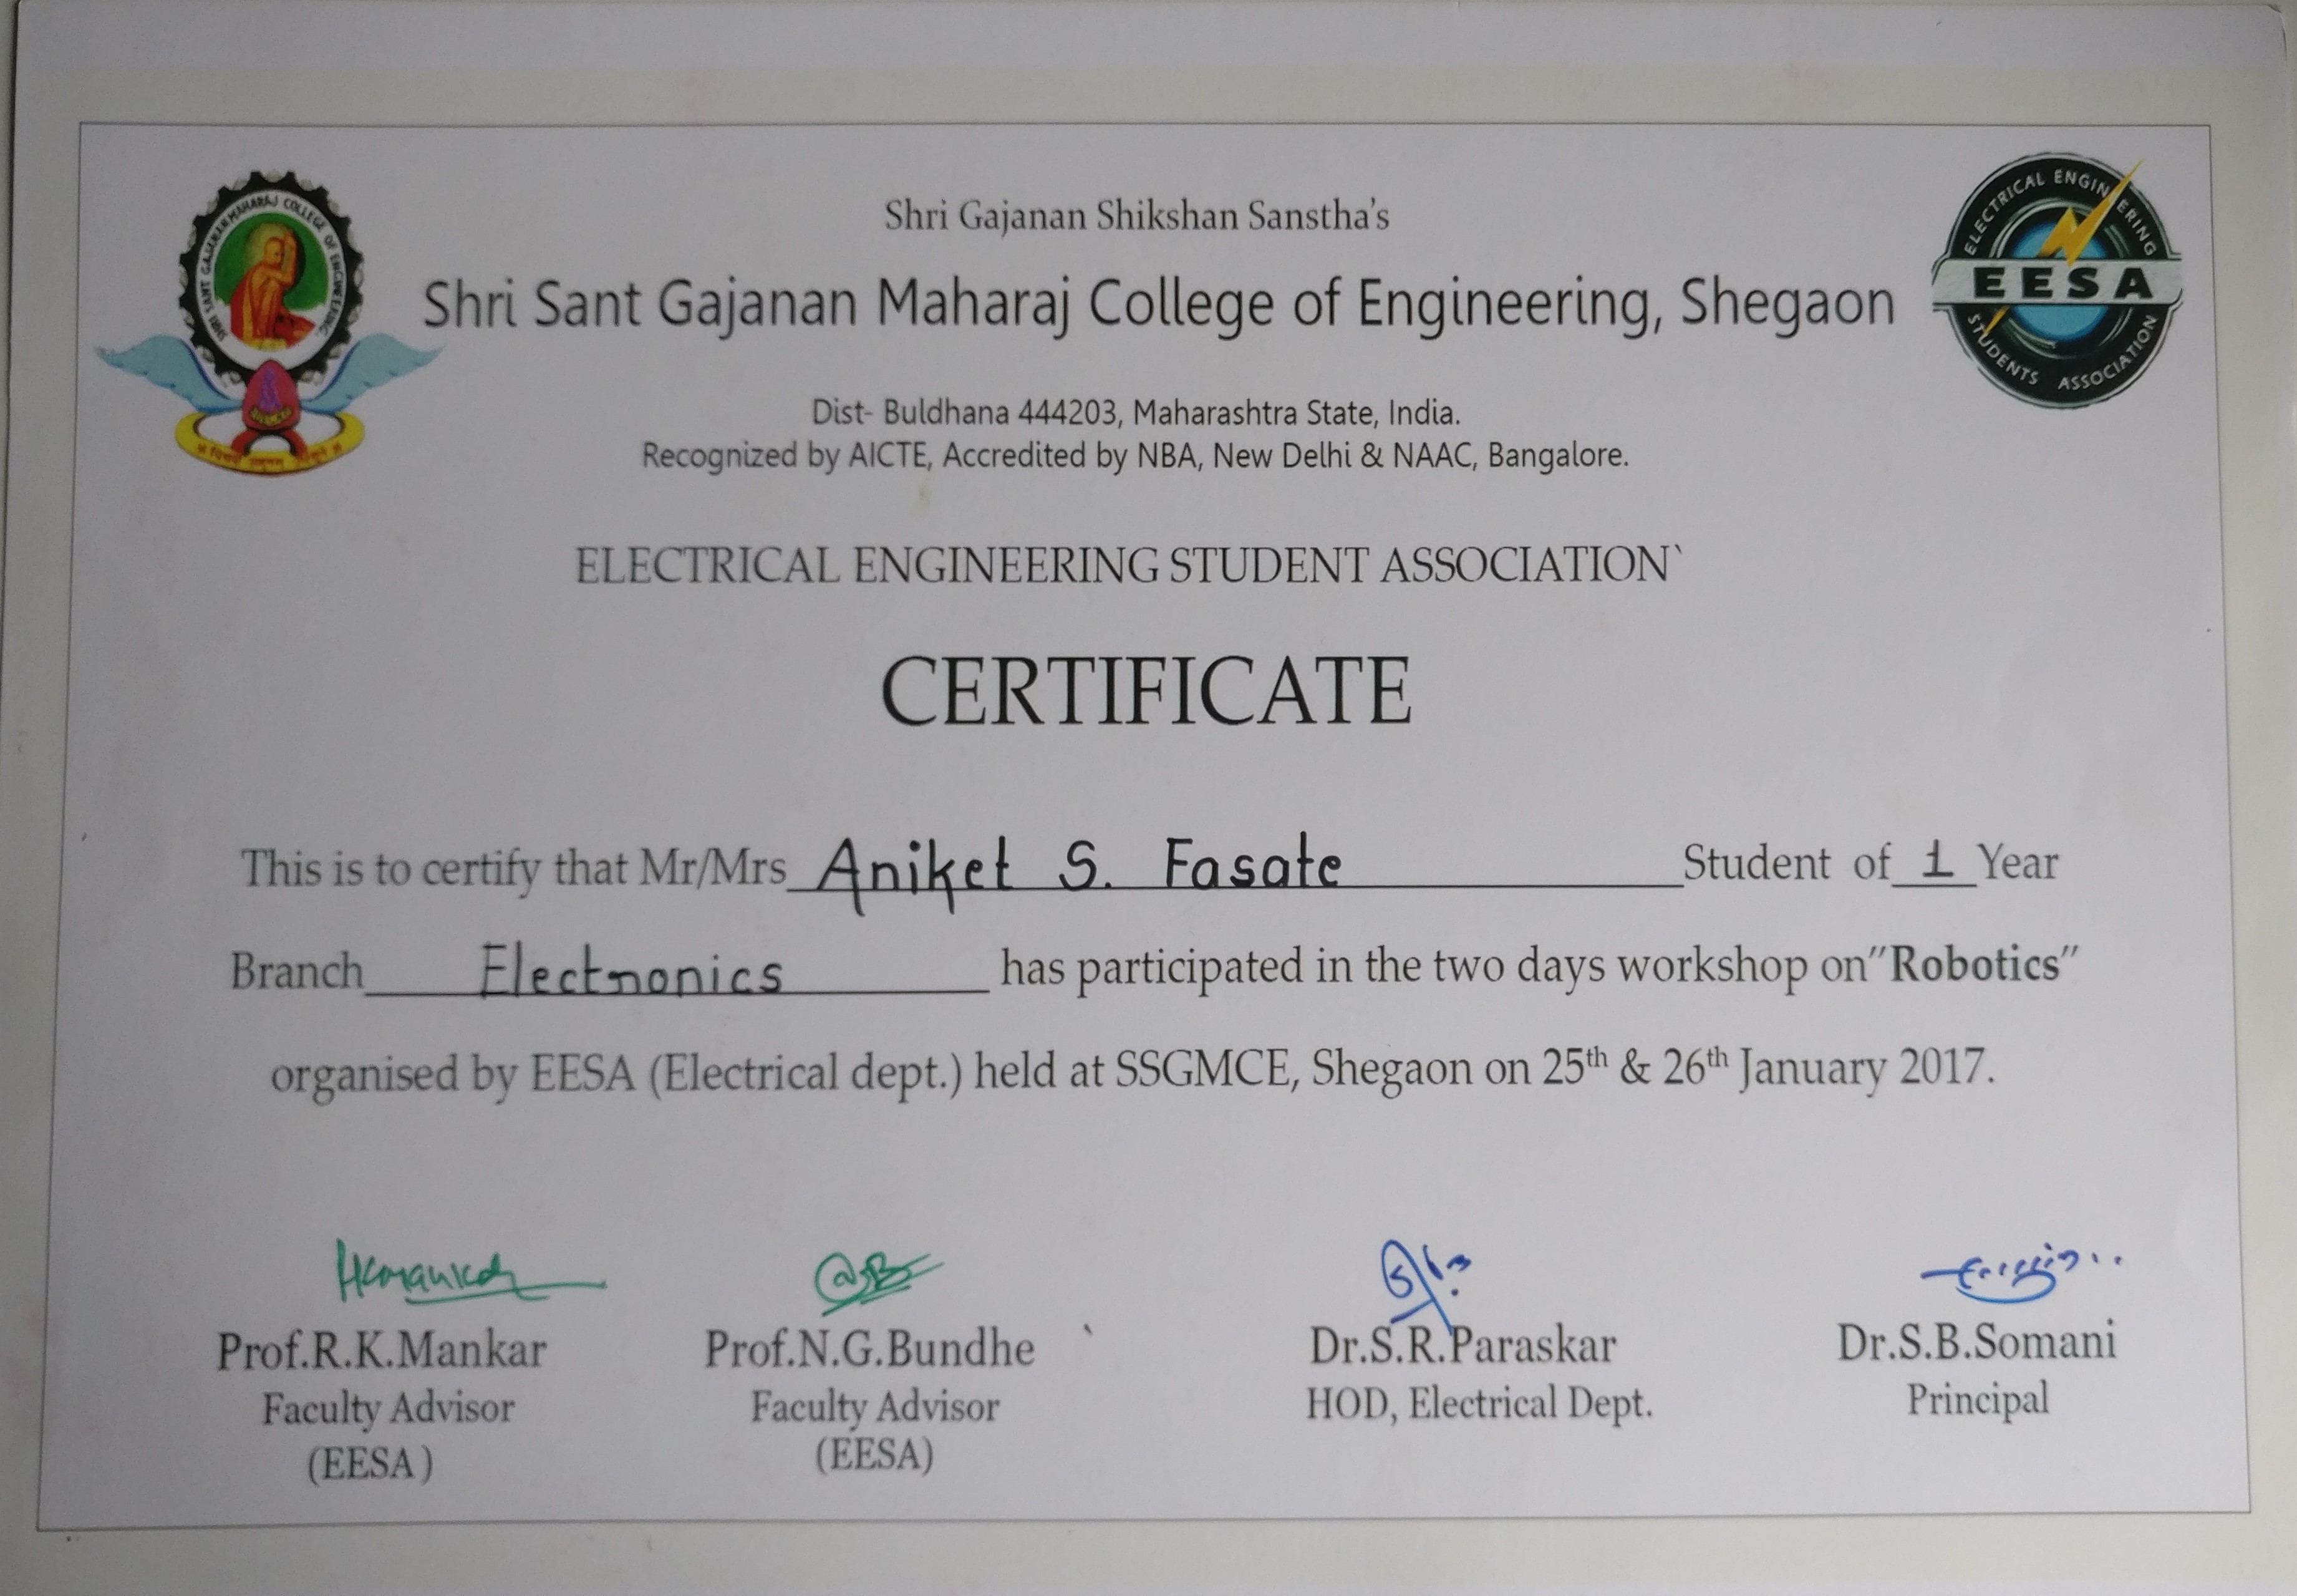 SHRI SANT GAJANAN MAHARAJ COLLEGE OF ENGINEERING
ELECTRICAL ENGINEERING
EESA
STUDENTS ASSOCIATION
Shri Gajanan Shikshan Sanstha's
Shri Sant Gajanan Maharaj College of Engineering, Shegaon
Dist- Buldhana 444203, Maharashtra State, India.
Recognized by AICTE, Accredited by NBA, New Delhi & NAAC, Bangalore.
ELECTRICAL ENGINEERING STUDENT ASSOCIATION`
CERTIFICATE
This is to certify that Mr/Mrs Aniket S. Fasate Student of 1 Year
Branch Electronics has participated in the two days workshop on "Robotics"
organised by EESA (Electrical dept.) held at SSGMCE, Shegaon on 25th & 26th January 2017.
Prof.R.K.Mankar
Faculty Advisor
(EESA)
Prof.N.G.Bundhe
Faculty Advisor
(EESA)
Dr.S.R.Paraskar
HOD, Electrical Dept.
Dr.S.B.Somani
Principal